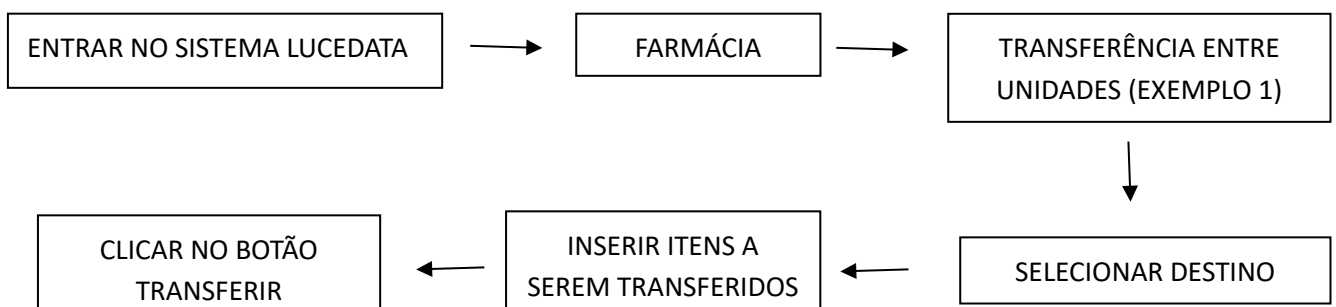 ENTRAR NO SISTEMA LUCEDATA
FARMÁCIA
TRANSFERÊNCIA ENTRE
UNIDADES (EXEMPLO 1)
SELECIONAR DESTINO
INSERIR ITENS A
SEREM TRANSFERIDOS
CLICAR NO BOTÃO
TRANSFERIR